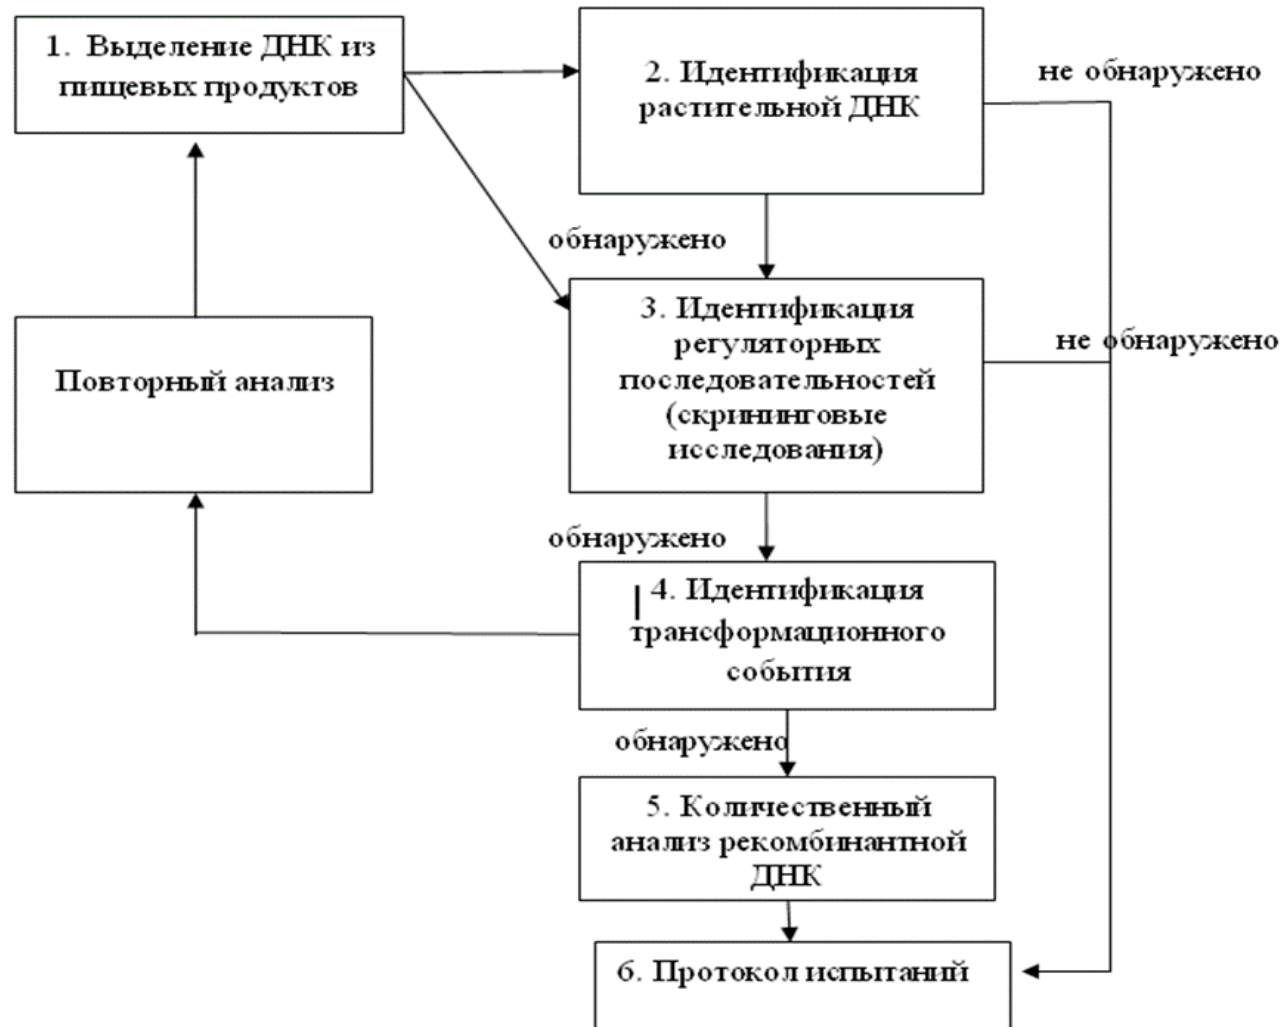 1. Выделение ДНК из
пищевых продуктов
2. Идентификация
растительной ДНК
не обнаружено
обнаружено
3. Идентификация
регуляторных
последовательностей
(скрининговые
исследования)
не обнаружено
Повторный анализ
обнаружено
4. Идентификация
трансформационного
события
обнаружено
5. Количественный
анализ рекомбинантной
ДНК
6. Протокол испытаний